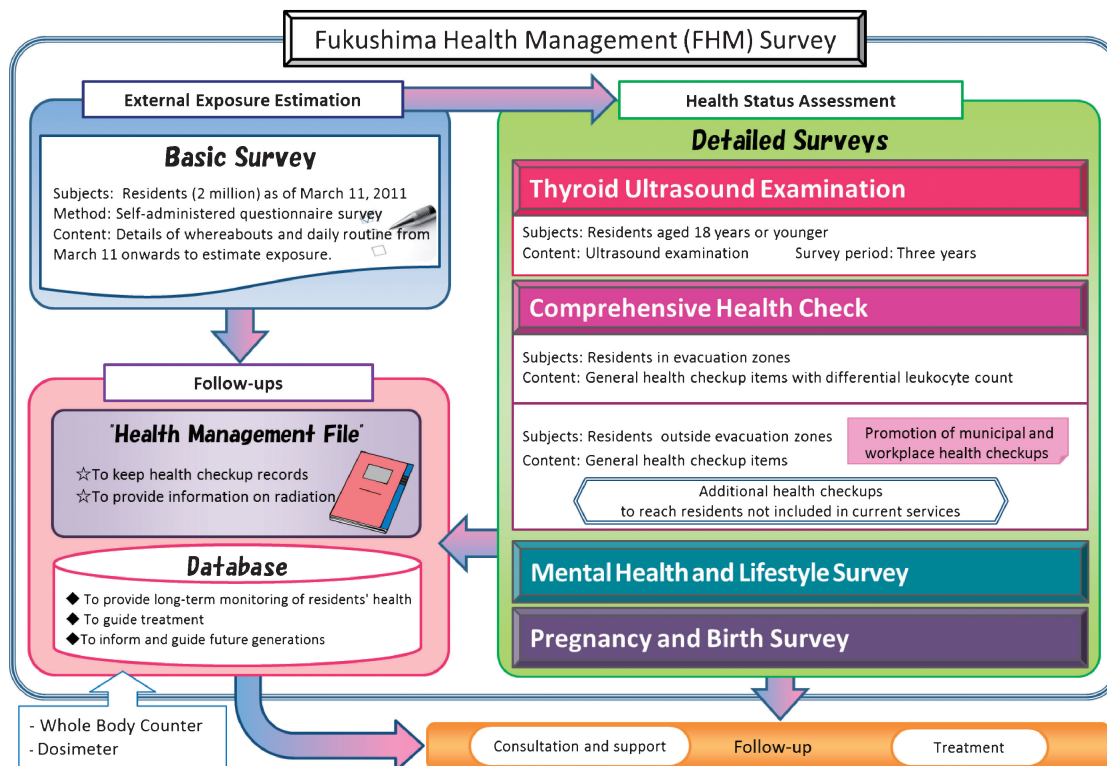 Fukushima Health Management (FHM) Survey
External Exposure Estimation
Basic Survey
Subjects: Residents (2 million) as of March 11, 2011
Method: Self-administered questionnaire survey
Content: Details of whereabouts and daily routine from
March 11 onwards to estimate exposure.
Follow-ups
"Health Management File"
☆To keep health checkup records
☆To provide information on radiation
Database
◆ To provide long-term monitoring of residents' health
◆ To guide treatment
◆To inform and guide future generations
- Whole Body Counter
- Dosimeter
Health Status Assessment
Detailed Surveys
Thyroid Ultrasound Examination
Subjects: Residents aged 18 years or younger
Content: Ultrasound examination Survey period: Three years
Comprehensive Health Check
Subjects: Residents in evacuation zones
Content: General health checkup items with differential leukocyte count
Subjects: Residents outside evacuation zones
Content: General health checkup items
Promotion of municipal and
workplace health checkups
Additional health checkups
to reach residents not included in current services
Mental Health and Lifestyle Survey
Pregnancy and Birth Survey
Consultation and support Follow-up Treatment